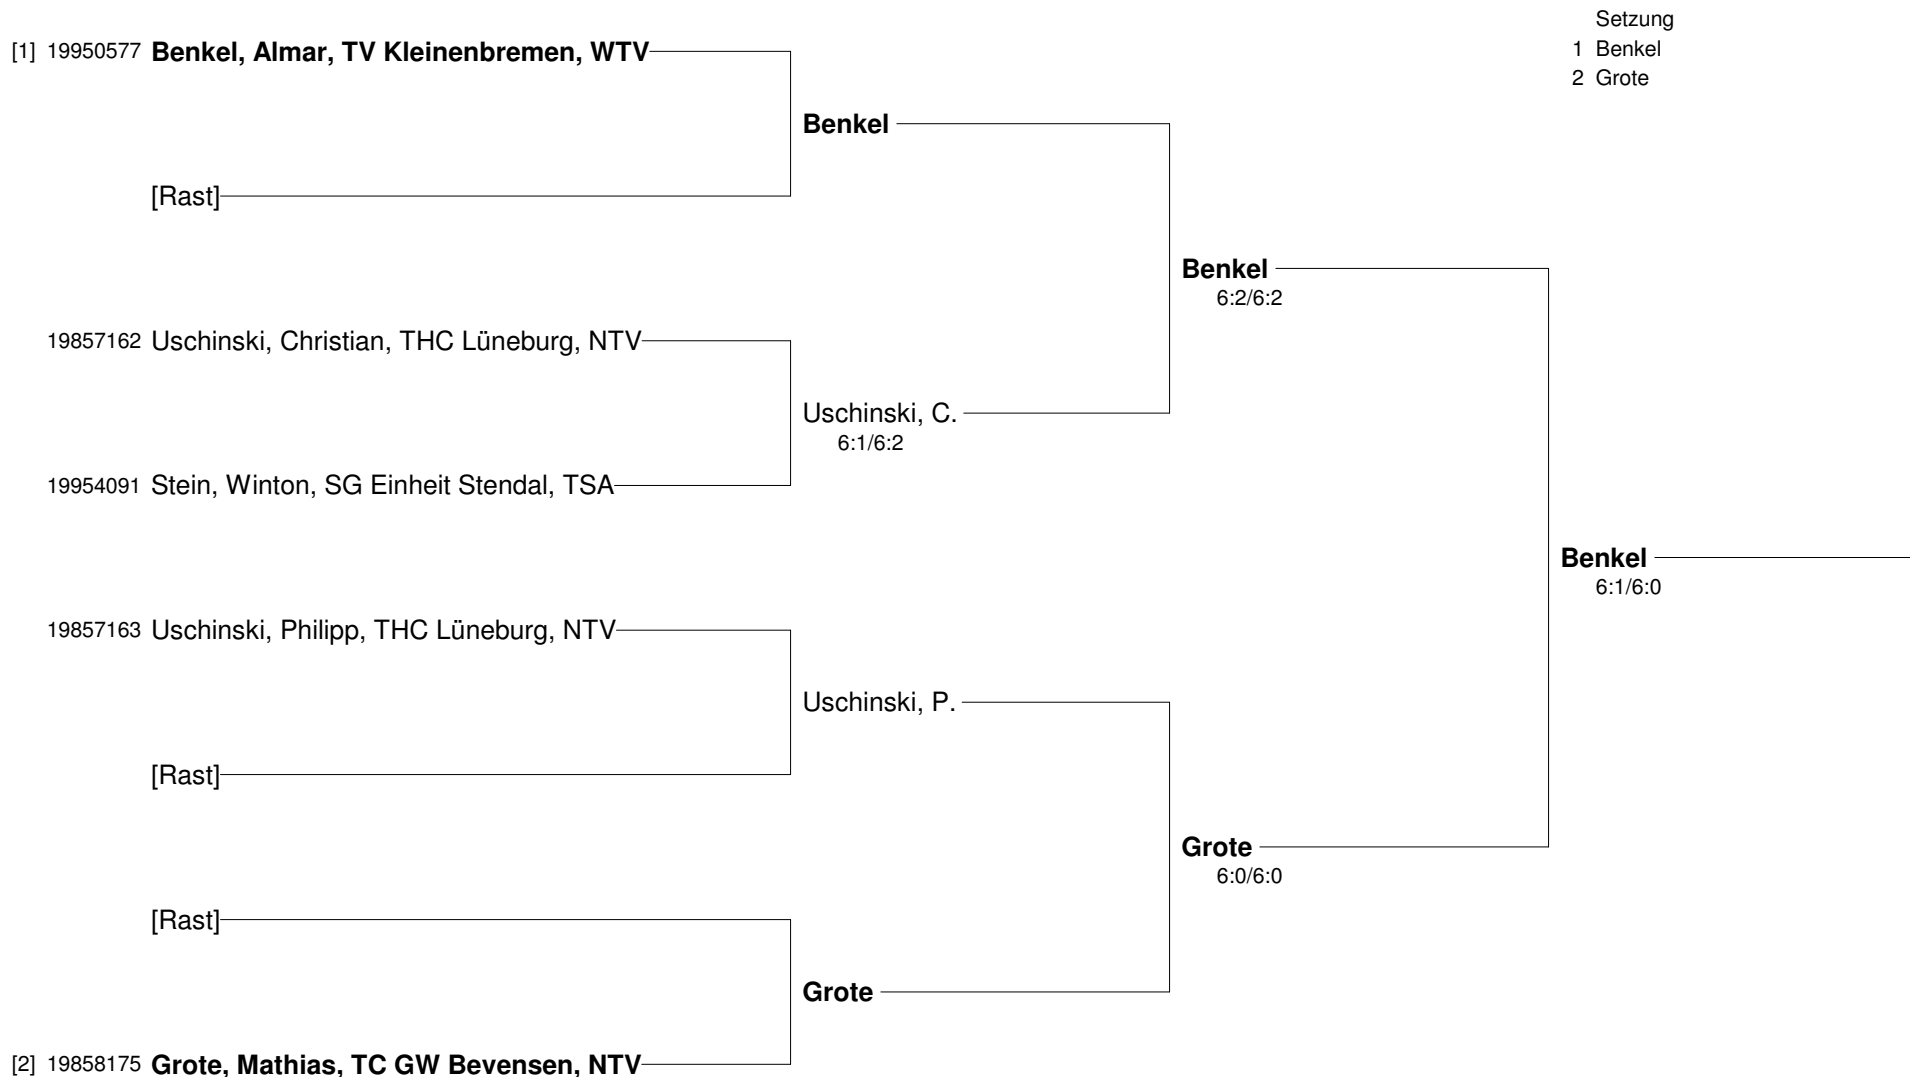 Setzung
1 Benkel
2 Grote
[1] 19950577 Benkel, Almar, TV Kleinenbremen, WTV
Benkel
[Rast]
Benkel
6:2/6:2
19857162 Uschinski, Christian, THC Lüneburg, NTV
Uschinski, C.
6:1/6:2
19954091 Stein, Winton, SG Einheit Stendal, TSA
Benkel
6:1/6:0
19857163 Uschinski, Philipp, THC Lüneburg, NTV
Uschinski, P.
[Rast]
Grote
6:0/6:0
[Rast]
Grote
[2] 19858175 Grote, Mathias, TC GW Bevensen, NTV